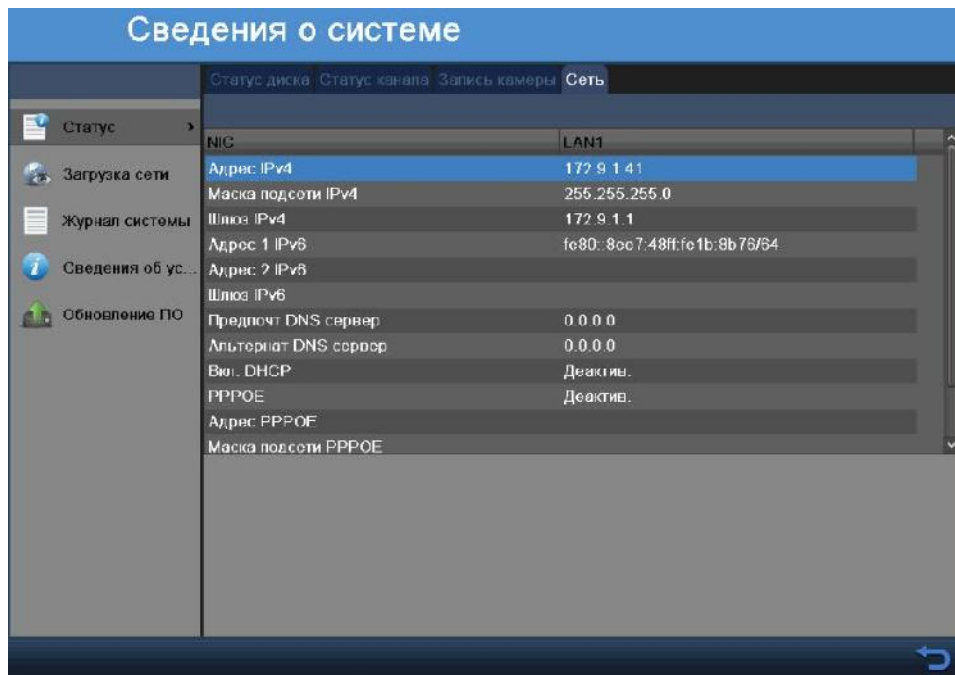 Сведения о системе
Статус диска Статус канала Запись камеры Сеть
Статус
Загрузка сети
Журнал системы
Сведения об ус...
Обновление ПО
NIC LAN1
Адрес IPv4 172.9.1.41
Маска подсети IPv4 255.255.255.0
Шлюз IPv4 172.9.1.1
Адрес 1 IPv6 fe80::8ce7:48ff:fe1b:8b76/64
Адрес 2 IPv6
Шлюз IPv6
Предпочт DNS сервер 0.0.0.0
Альтернат DNS сервер 0.0.0.0
Вкл. DHCP Деактив.
PPPOE Деактив.
Адрес PPPOE
Маска подсети PPPOE